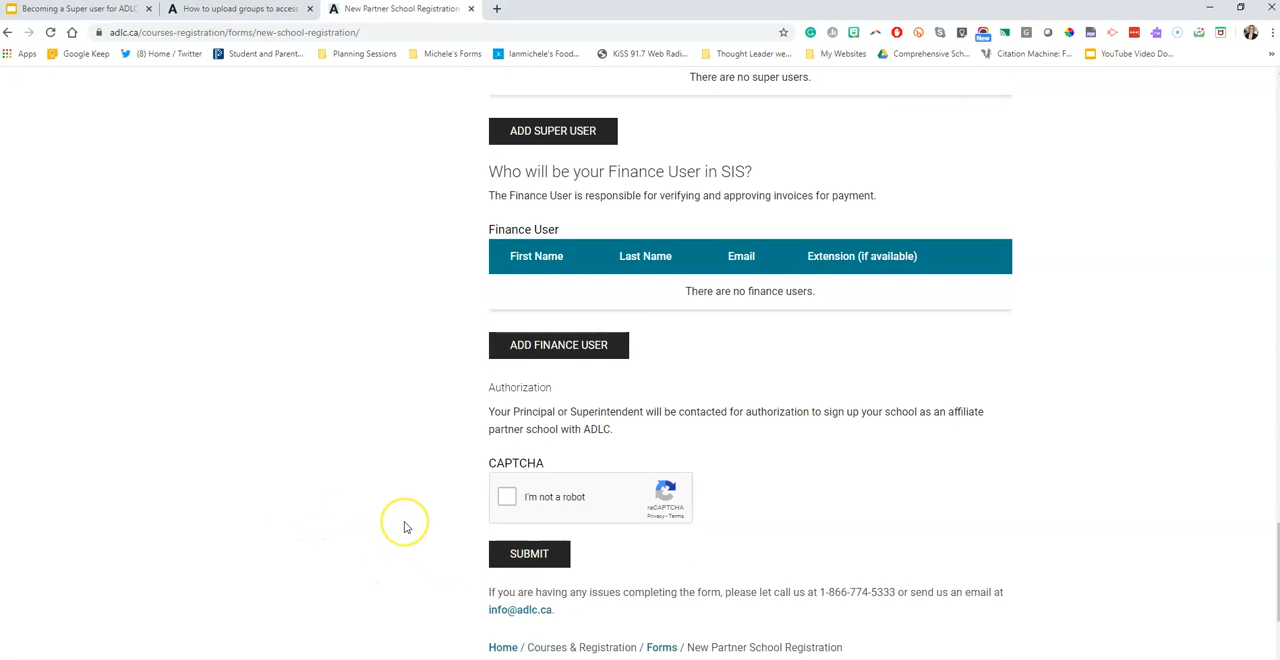 Becoming a Super user for ADLC
How to upload groups to access
New Partner School Registration
adlc.ca/courses-registration/forms/new-school-registration/
Apps Google Keep (8) Home / Twitter Student and Parent... Planning Sessions Michele's Forms Ianmichele's Food... KiSS 91.7 Web Radi... Thought Leader we... My Websites Comprehensive Sch... Citation Machine: F... YouTube Video Do...
There are no super users.
ADD SUPER USER
Who will be your Finance User in SIS?
The Finance User is responsible for verifying and approving invoices for payment.
Finance User
First Name Last Name Email Extension (if available)
There are no finance users.
ADD FINANCE USER
Authorization
Your Principal or Superintendent will be contacted for authorization to sign up your school as an affiliate
partner school with ADLC.
CAPTCHA
I'm not a robot
reCAPTCHA
Privacy - Terms
SUBMIT
If you are having any issues completing the form, please let call us at 1-866-774-5333 or send us an email at
info@adlc.ca.
Home / Courses & Registration / Forms / New Partner School Registration